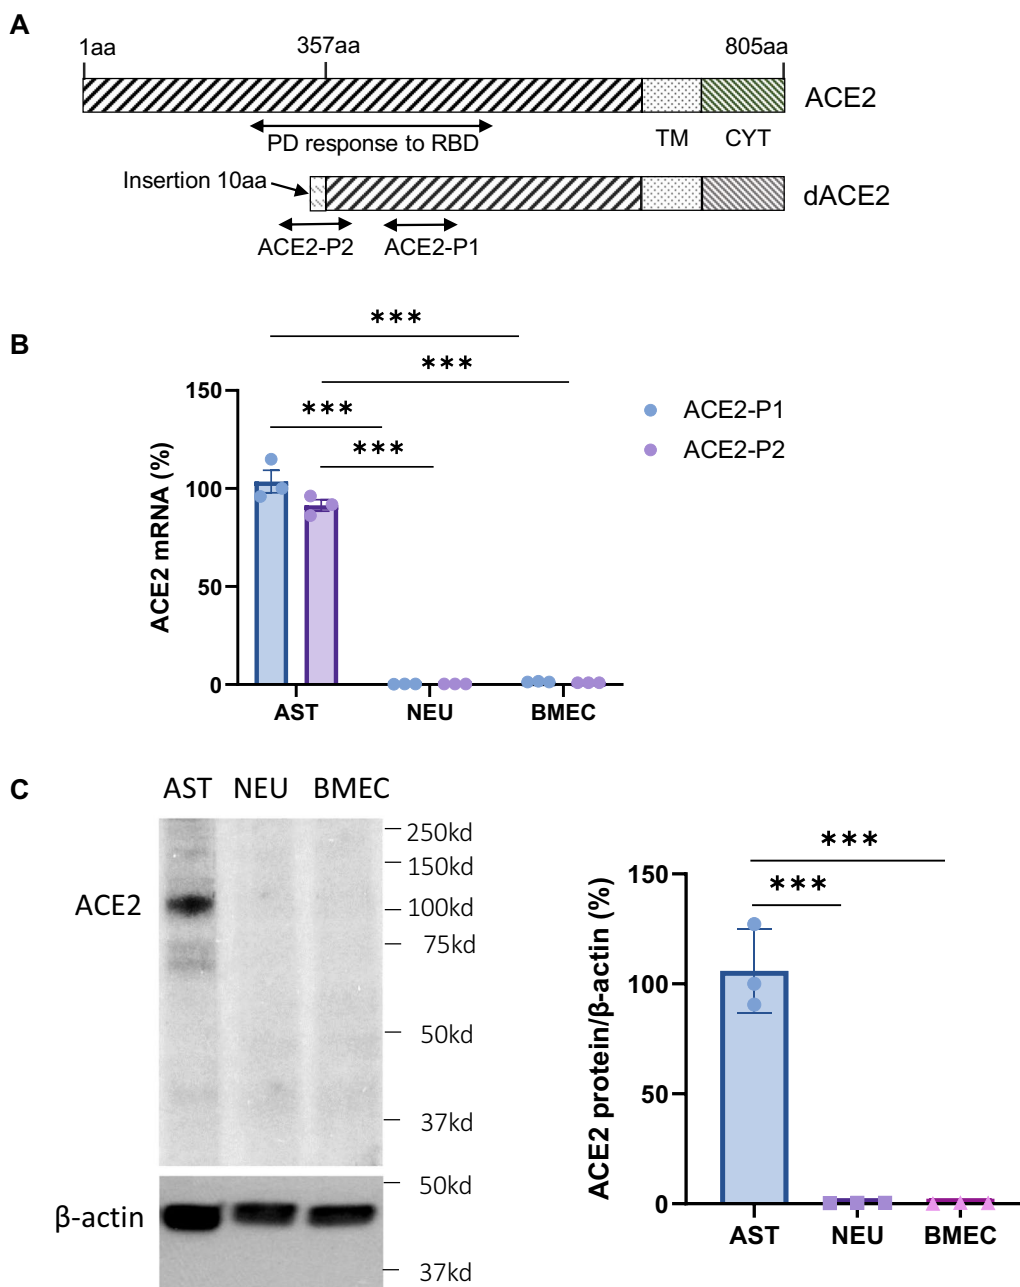 A
1aa 357aa 805aa
ACE2
PD response to RBD TM CYT
Insertion 10aa
dACE2
ACE2-P2 ACE2-P1
B
***
***
***
***
ACE2 mRNA (%)
150
100
50
0
AST NEU BMEC
ACE2-P1
ACE2-P2
C
AST NEU BMEC
250kd
150kd
ACE2 100kd
75kd
50kd
37kd
50kd
β-actin
37kd
***
***
ACE2 protein/β-actin (%)
150
100
50
0
AST NEU BMEC